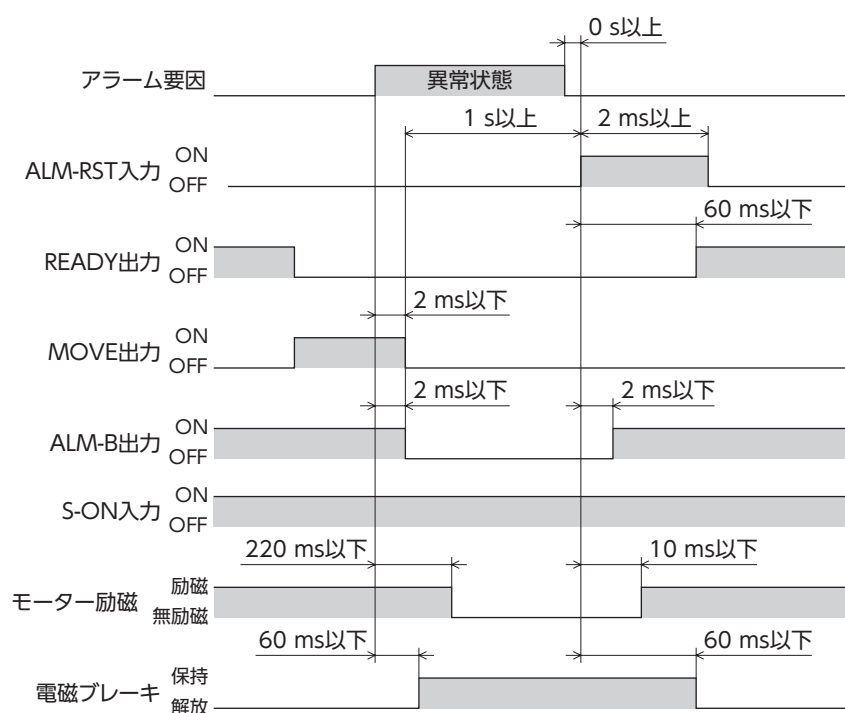 0 s以上
アラーム要因
異常状態
1 s以上
2 ms以上
ALM-RST入力
ON
OFF
60 ms以下
READY出力
ON
OFF
2 ms以下
MOVE出力
ON
OFF
2 ms以下
2 ms以下
ALM-B出力
ON
OFF
S-ON入力
ON
OFF
220 ms以下
10 ms以下
モーター励磁
励磁
無励磁
60 ms以下
60 ms以下
電磁ブレーキ
保持
解放